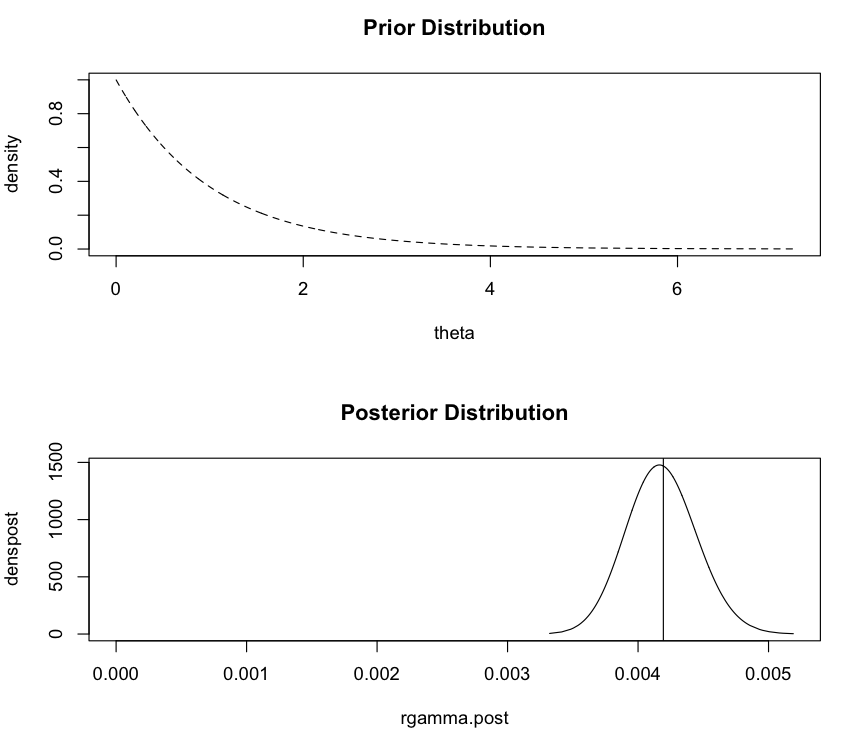 Prior Distribution
density
0.0 0.4 0.8
0 2 4 6
theta
Posterior Distribution
denspost
0 500 1000 1500
0.000 0.001 0.002 0.003 0.004 0.005
rgamma.post